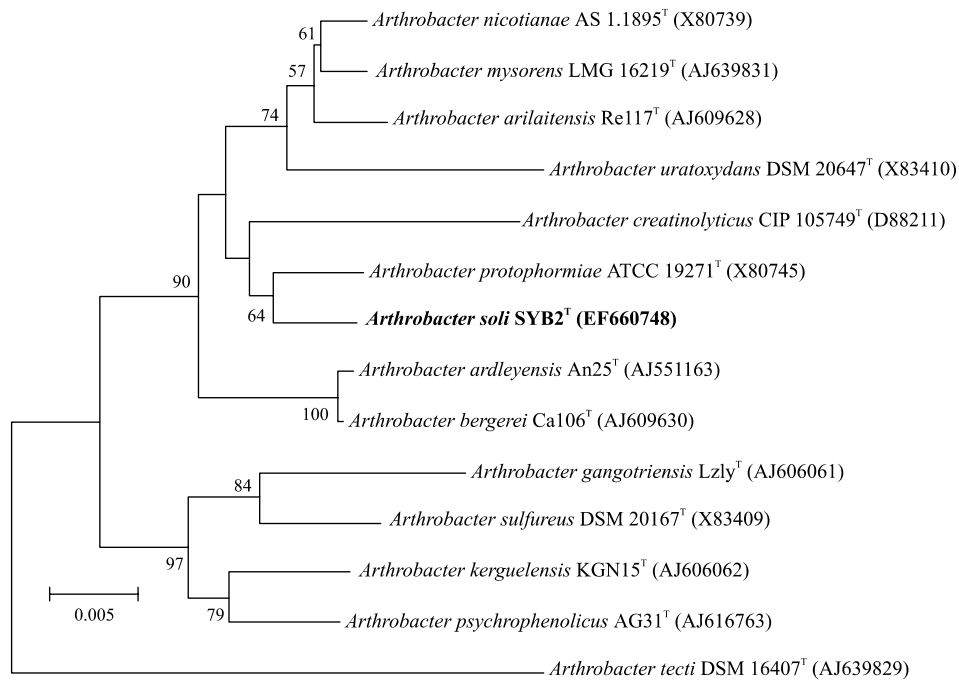 Arthrobacter nicotianae AS 1.1895ᵀ (X80739)
61
Arthrobacter mysorens LMG 16219ᵀ (AJ639831)
57
Arthrobacter arilaitensis Re117ᵀ (AJ609628)
74
Arthrobacter uratoxydans DSM 20647ᵀ (X83410)
Arthrobacter creatinolyticus CIP 105749ᵀ (D88211)
Arthrobacter protophormiae ATCC 19271ᵀ (X80745)
90
64
Arthrobacter soli SYB2ᵀ (EF660748)
Arthrobacter ardleyensis An25ᵀ (AJ551163)
100
Arthrobacter bergerei Ca106ᵀ (AJ609630)
Arthrobacter gangotriensis Lzlyᵀ (AJ606061)
84
Arthrobacter sulfureus DSM 20167ᵀ (X83409)
97
Arthrobacter kerguelensis KGN15ᵀ (AJ606062)
0.005
79
Arthrobacter psychrophenolicus AG31ᵀ (AJ616763)
Arthrobacter tecti DSM 16407ᵀ (AJ639829)